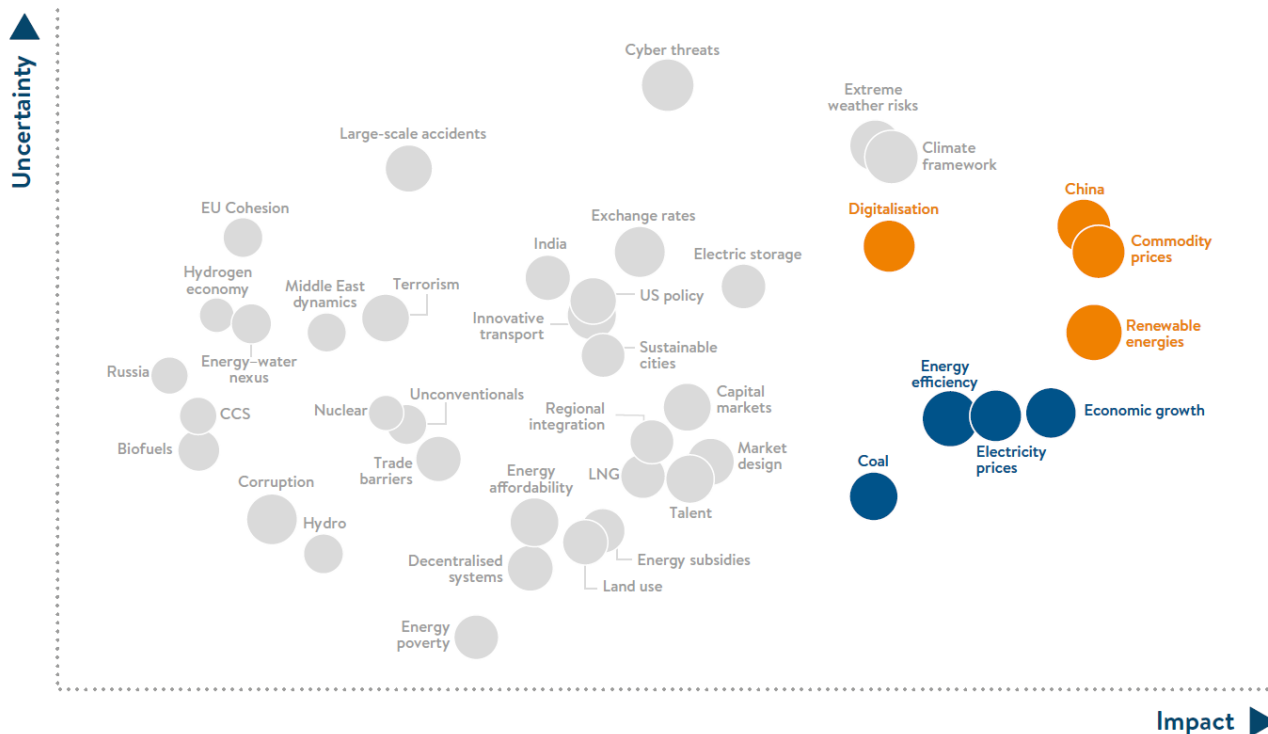 Uncertainty
Cyber threats
Extreme
weather risks
Large-scale accidents
Climate
framework
China
EU Cohesion
Digitalisation
Exchange rates
Commodity
prices
India
Electric storage
Hydrogen
economy
Middle East
dynamics
Terrorism
US policy
Innovative
transport
Renewable
energies
Sustainable
cities
Energy–water
nexus
Russia
Energy
efficiency
Unconventionals
Capital
markets
Regional
integration
Nuclear
CCS
Economic growth
Biofuels
Market
design
Electricity
prices
Trade
barriers
Coal
Energy
affordability
LNG
Corruption
Talent
Hydro
Decentralised
systems
Energy subsidies
Land use
Energy
poverty
Impact